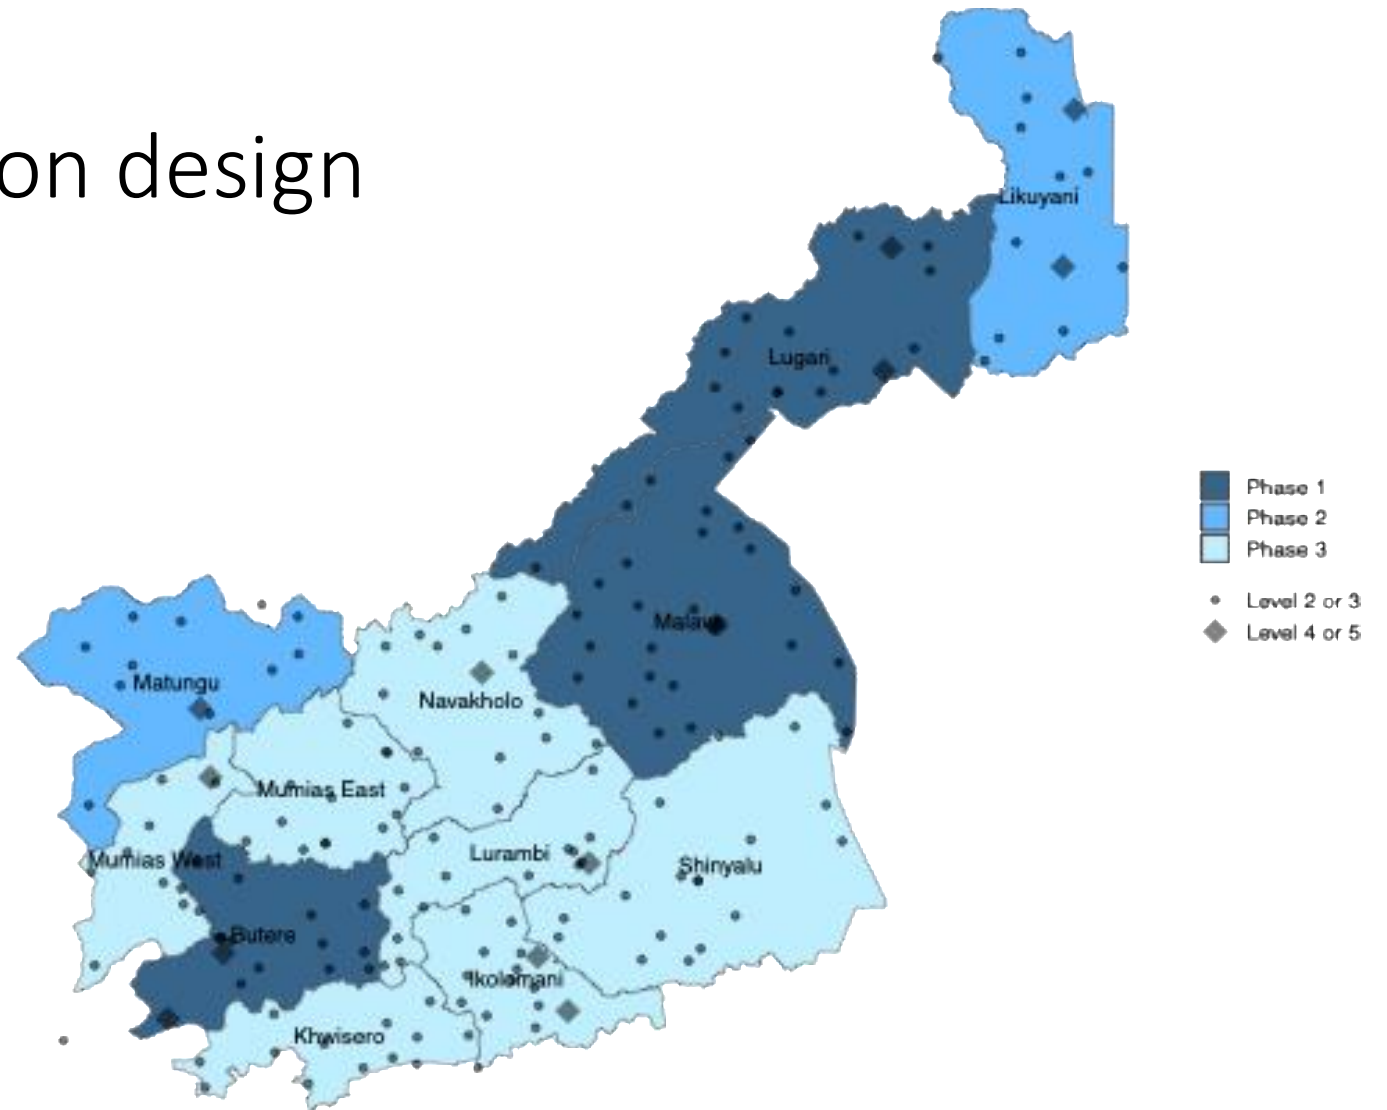 on design
Likuyani
Lugari
Malava
Matungu
Navakholo
Mumias East
Mumias West
Lurambi
Shinyalu
Butere
Ikolomani
Khwisero
Phase 1
Phase 2
Phase 3
Level 2 or 3
Level 4 or 5